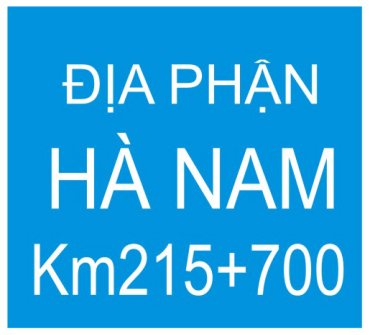 ĐỊA PHẬN
HÀ NAM
Km215+700